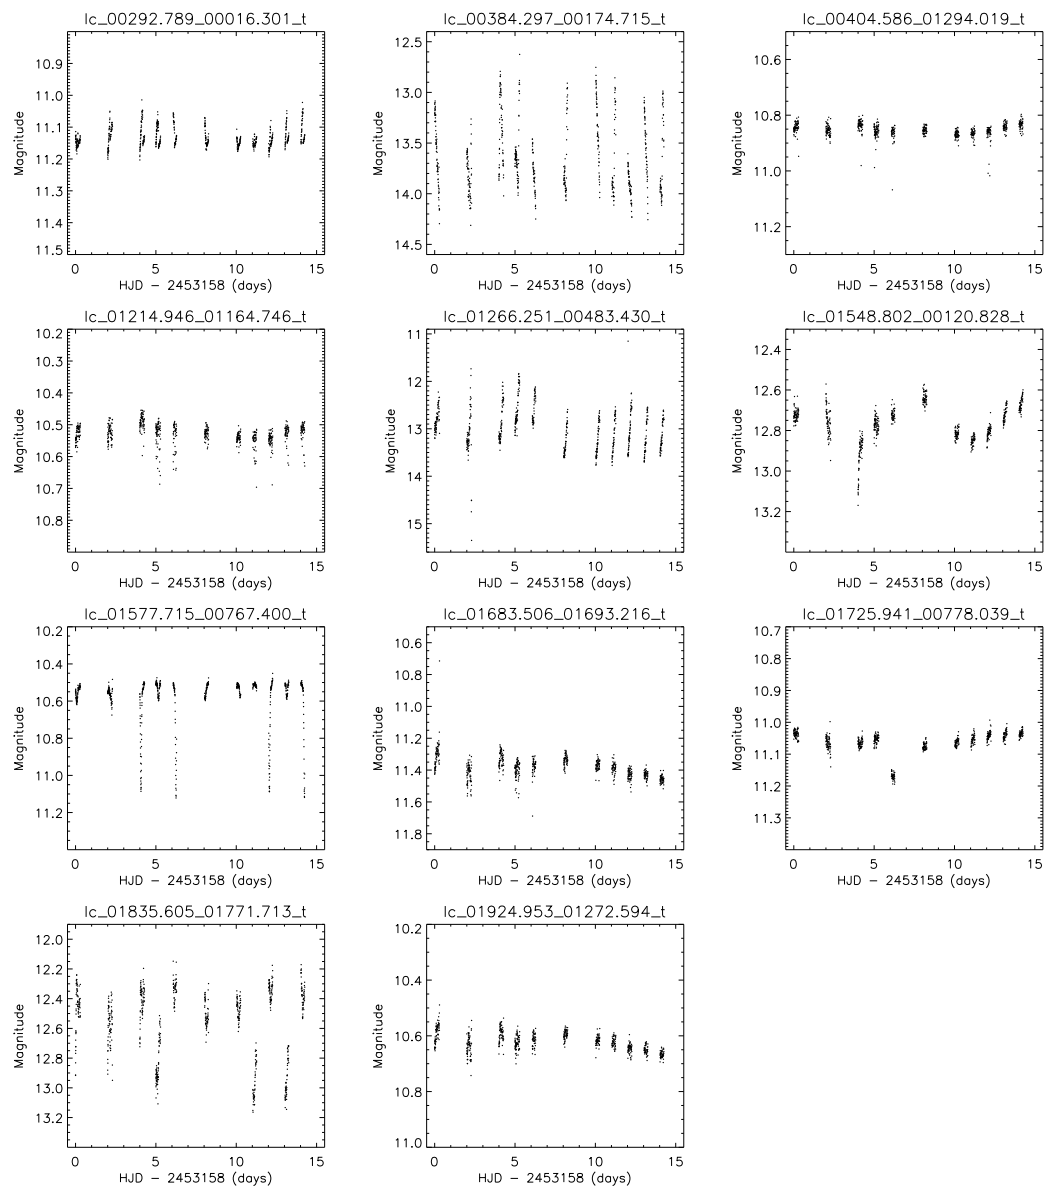 lc_00292.789_00016.301_t
lc_00384.297_00174.715_t
lc_00404.586_01294.019_t
10.9
11.0
11.1
11.2
11.3
11.4
11.5
Magnitude
0 5 10 15
HJD − 2453158 (days)
12.5
13.0
13.5
14.0
14.5
Magnitude
0 5 10 15
HJD − 2453158 (days)
10.6
10.8
11.0
11.2
Magnitude
0 5 10 15
HJD − 2453158 (days)
lc_01214.946_01164.746_t
lc_01266.251_00483.430_t
lc_01548.802_00120.828_t
10.2
10.3
10.4
10.5
10.6
10.7
10.8
Magnitude
0 5 10 15
HJD − 2453158 (days)
11
12
13
14
15
Magnitude
0 5 10 15
HJD − 2453158 (days)
12.4
12.6
12.8
13.0
13.2
Magnitude
0 5 10 15
HJD − 2453158 (days)
lc_01577.715_00767.400_t
lc_01683.506_01693.216_t
lc_01725.941_00778.039_t
10.2
10.4
10.6
10.8
11.0
11.2
Magnitude
0 5 10 15
HJD − 2453158 (days)
10.6
10.8
11.0
11.2
11.4
11.6
11.8
Magnitude
0 5 10 15
HJD − 2453158 (days)
10.7
10.8
10.9
11.0
11.1
11.2
11.3
Magnitude
0 5 10 15
HJD − 2453158 (days)
lc_01835.605_01771.713_t
lc_01924.953_01272.594_t
12.0
12.2
12.4
12.6
12.8
13.0
13.2
Magnitude
0 5 10 15
HJD − 2453158 (days)
10.2
10.4
10.6
10.8
11.0
Magnitude
0 5 10 15
HJD − 2453158 (days)